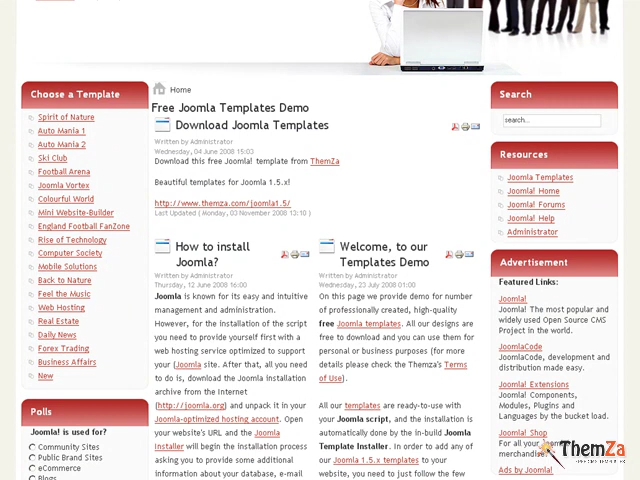 Choose a Template
Spirit of Nature
Auto Mania 1
Auto Mania 2
Ski Club
Football Arena
Joomla Vortex
Colourful World
Mini Website-Builder
England Football FanZone
Rise of Technology
Computer Society
Mobile Solutions
Back to Nature
Feel the Music
Web Hosting
Real Estate
Daily News
Forex Trading
Business Affairs
New
Polls
Joomla! is used for?
Community Sites
Public Brand Sites
eCommerce
Blogs
Home
Free Joomla Templates Demo
Download Joomla Templates
Written by Administrator
Wednesday, 04 June 2008 15:03
Download this free Joomla! template from ThemZa
Beautiful templates for Joomla 1.5.x!
http://www.themza.com/joomla1.5/
Last Updated ( Monday, 03 November 2008 13:10 )
How to install
Joomla?
Written by Administrator
Thursday, 12 June 2008 16:00
Joomla is known for its easy and intuitive
management and administration.
However, for the installation of the script
you need to provide yourself first with a
web hosting service optimized to support
your (Joomla site. After that, all you need
to do is, download the Joomla installation
archive from the Internet
(http://joomla.org) and unpack it in your
Joomla-optimized hosting account. Open
your website's URL and the Joomla
Installer will begin the installation process
asking you to provide some additional
information about your database, e-mail
Welcome, to our
Templates Demo
Written by Administrator
Wednesday, 23 July 2008 01:00
On this page we provide demo for number
of professionally created, high-quality
free Joomla templates. All our designs are
free to download and you can use them for
personal or business purposes (for more
details please check the Themza's Terms
of Use).
All our templates are ready-to-use with
your Joomla script, and the installation is
automatically done by the in-build Joomla
Template Installer. In order to add any of
our Joomla 1.5.x templates to your
website, you need to just follow the few
Search
search...
Resources
Joomla Templates
Joomla! Home
Joomla! Forums
Joomla! Help
Administrator
Advertisement
Featured Links:
Joomla!
Joomla! The most popular and
widely used Open Source CMS
Project in the world.
JoomlaCode
JoomlaCode, development and
distribution made easy.
Joomla! Extensions
Joomla! Components,
Modules, Plugins and
Languages by the bucket load.
Joomla! Shop
For all your Joomla!
merchandise.
Ads by Joomla!
ThemZa